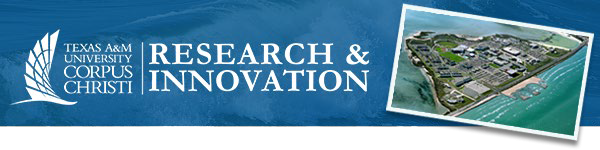 TEXAS A&M
UNIVERSITY
CORPUS
CHRISTI
RESEARCH &
INNOVATION